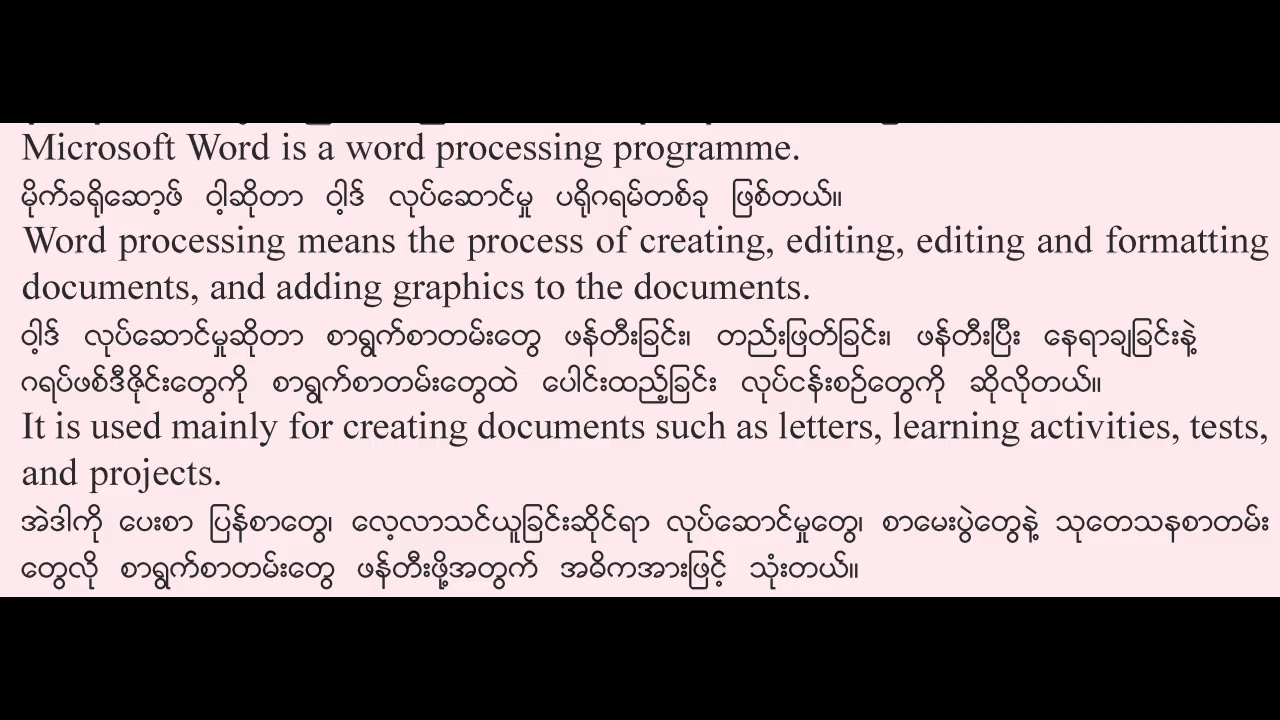 Microsoft Word is a word processing programme.
မိုက်ခရိုဆော့ဖ် ဝါ့ဆိုတာ ဝါ့ဒ် လုပ်ဆောင်မှု ပရိုဂရမ်တစ်ခု ဖြစ်တယ်။
Word processing means the process of creating, editing, editing and formatting
documents, and adding graphics to the documents.
ဝါ့ဒ် လုပ်ဆောင်မှုဆိုတာ စာရွက်စာတမ်းတွေ ဖန်တီးခြင်း၊ တည်းဖြတ်ခြင်း၊ ဖန်တီးပြီး နေရာချခြင်းနဲ့
ဂရပ်ဖစ်ဒီဇိုင်းတွေကို စာရွက်စာတမ်းတွေထဲ ပေါင်းထည့်ခြင်း လုပ်ငန်းစဉ်တွေကို ဆိုလိုတယ်။
It is used mainly for creating documents such as letters, learning activities, tests,
and projects.
အဲဒါကို ပေးစာ ပြန်စာတွေ၊ လေ့လာသင်ယူခြင်းဆိုင်ရာ လုပ်ဆောင်မှုတွေ၊ စာမေးပွဲတွေနဲ့ သုတေသနစာတမ်း
တွေလို စာရွက်စာတမ်းတွေ ဖန်တီးဖို့အတွက် အဓိကအားဖြင့် သုံးတယ်။